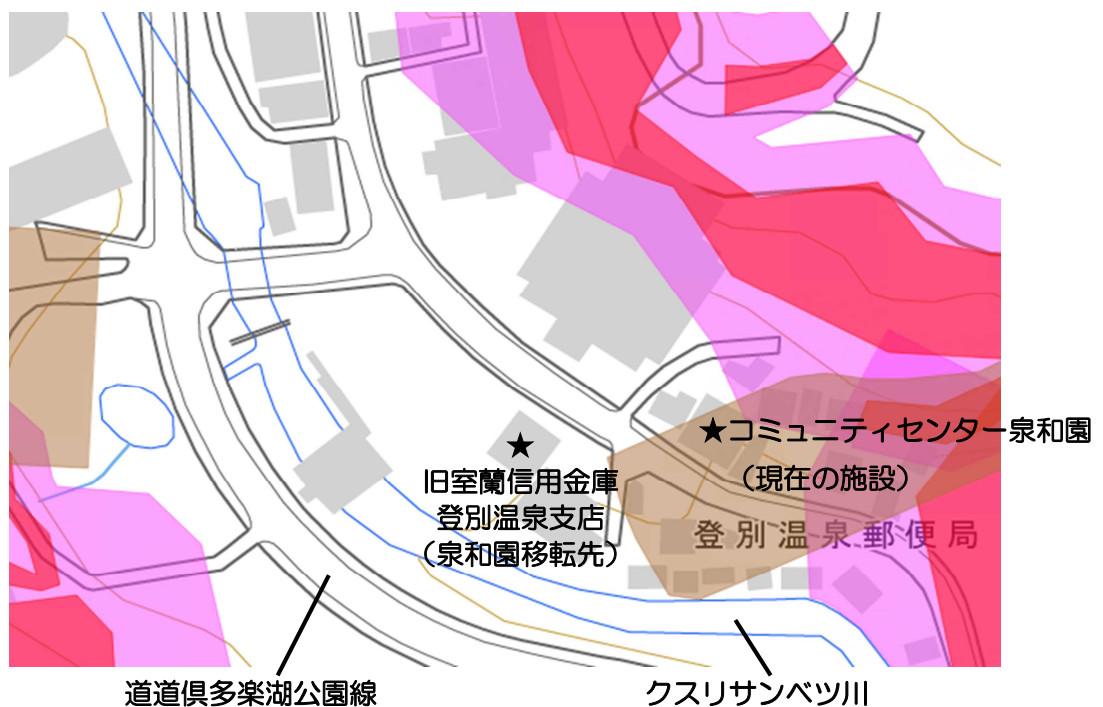 ★コミュニティセンター泉和園
（現在の施設）
★
旧室蘭信用金庫
登別温泉支店
（泉和園移転先）
登別温泉郵便局
道道倶多楽湖公園線
クスリサンベツ川